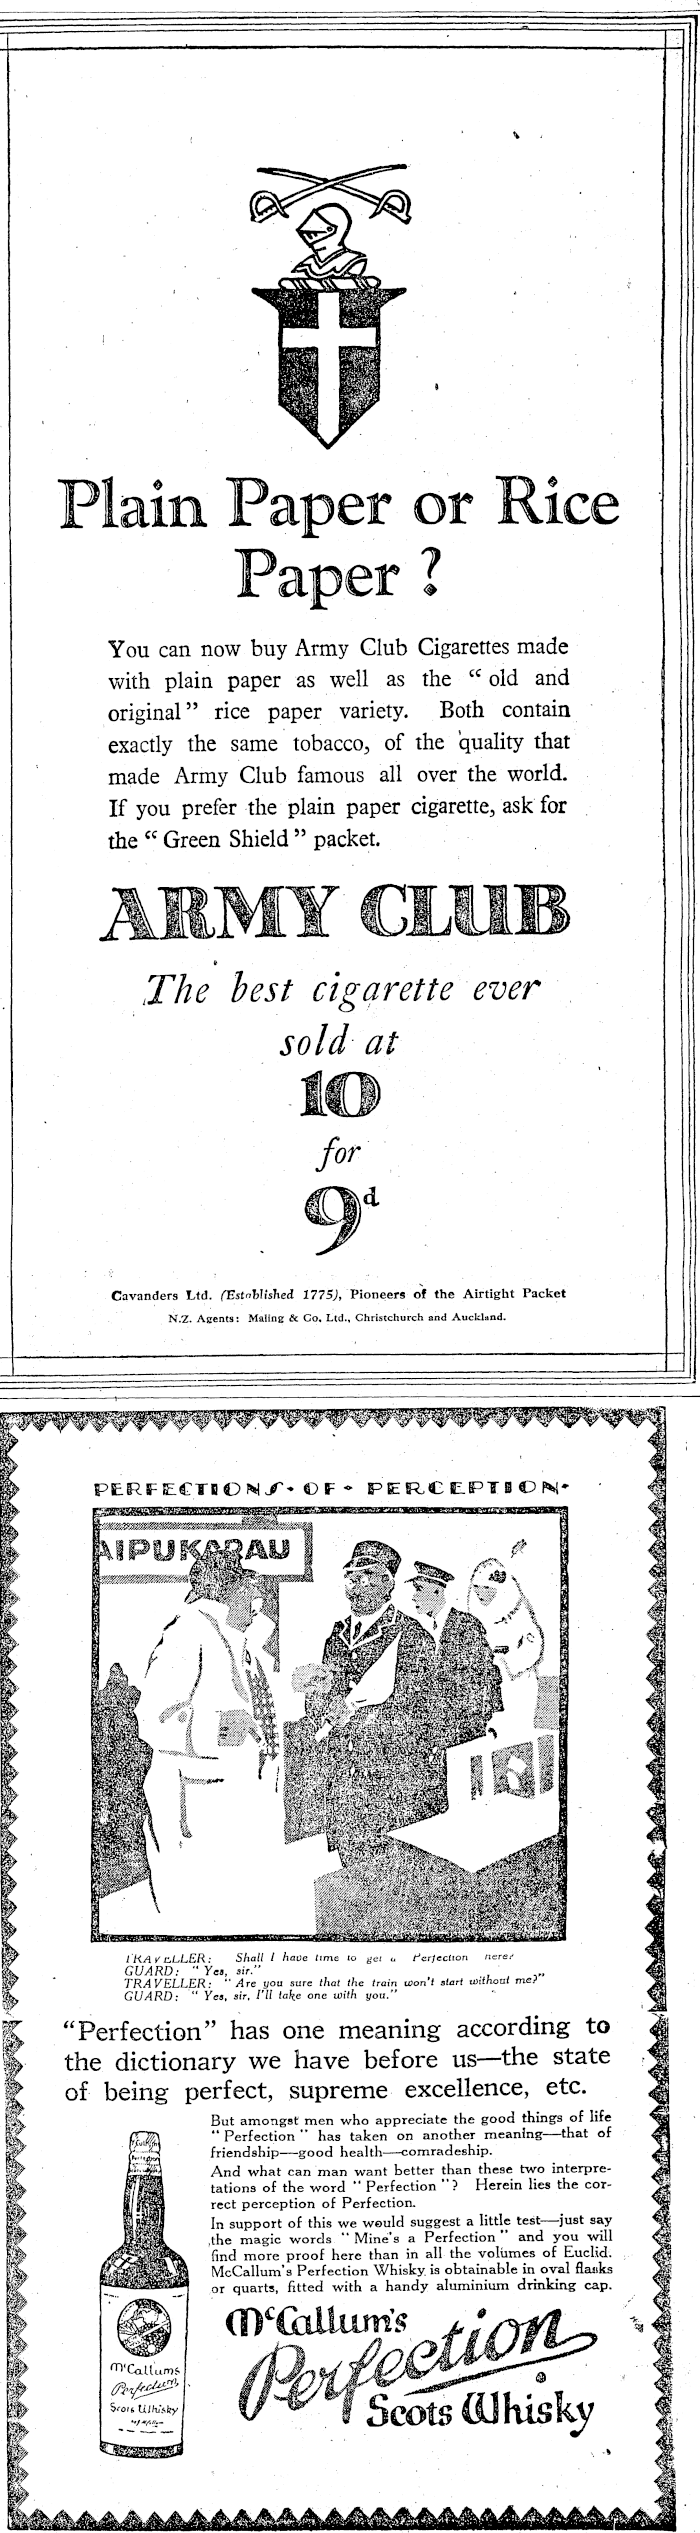 Plain Paper or Rice
Paper ?
You can now buy Army Club Cigarettes made
with plain paper as well as the "old and
original" rice paper variety. Both contain
exactly the same tobacco, of the quality that
made Army Club famous all over the world.
If you prefer the plain paper cigarette, ask for
the "Green Shield" packet.
ARMY CLUB
The best cigarette ever
sold at
10
for
9d
Cavanders Ltd. (Established 1775), Pioneers of the Airtight Packet
N.Z. Agents: Maling & Co. Ltd., Christchurch and Auckland.
PERFECTIONS · OF · PERCEPTION ·
AIPUKARAU
TRAVELLER: Shall I have time to get a Perfection here?
GUARD: "Yes, sir."
TRAVELLER: "Are you sure that the train won't start without me?"
GUARD: "Yes, sir, I'll take one with you."
"Perfection" has one meaning according to
the dictionary we have before us—the state
of being perfect, supreme excellence, etc.
But amongst men who appreciate the good things of life
"Perfection" has taken on another meaning—that of
friendship—good health—comradeship.
And what can man want better than these two interpre-
tations of the word "Perfection"? Herein lies the cor-
rect perception of Perfection.
In support of this we would suggest a little test—just say
the magic words "Mine's a Perfection" and you will
find more proof here than in all the volumes of Euclid.
McCallum's Perfection Whisky is obtainable in oval flasks
or quarts, fitted with a handy aluminium drinking cap.
McCallum's
Perfection
Scots Whisky
McCallums
Perfection
Scots Whisky